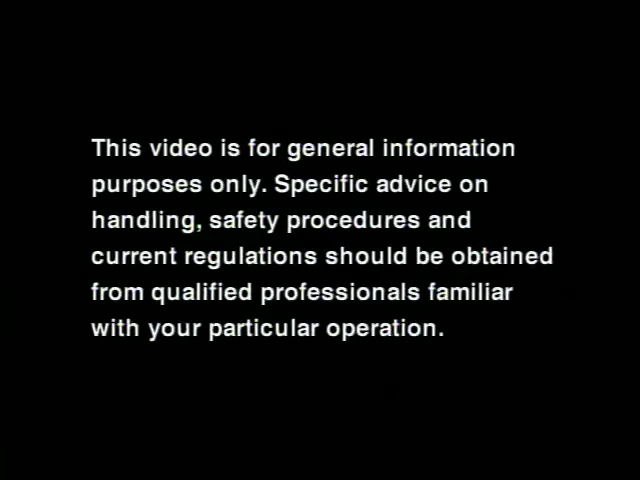 This video is for general information
purposes only. Specific advice on
handling, safety procedures and
current regulations should be obtained
from qualified professionals familiar
with your particular operation.